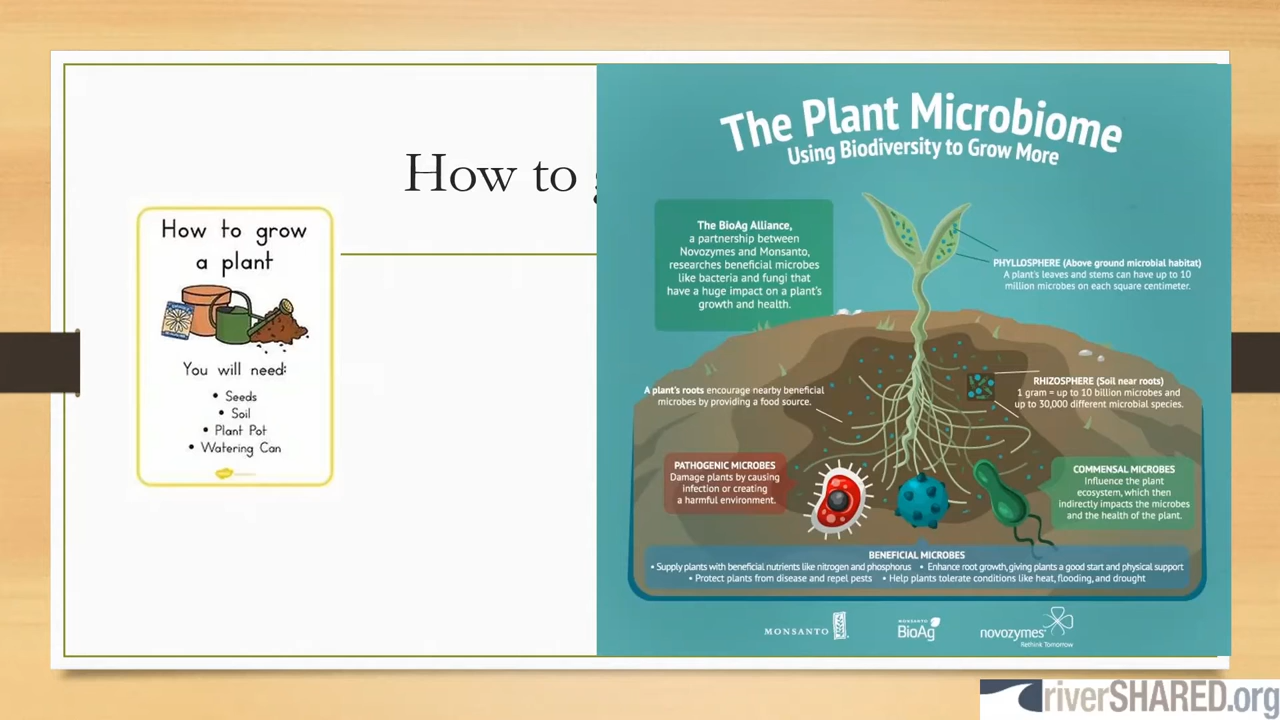 How to
How to grow
a plant
You will need:
• Seeds
• Soil
• Plant Pot
• Watering Can
The Plant Microbiome
Using Biodiversity to Grow More
The BioAg Alliance,
a partnership between
Novozymes and Monsanto,
researches beneficial microbes
like bacteria and fungi that
have a huge impact on a plant's
growth and health.
PHYLLOSPHERE (Above ground microbial habitat)
A plant's leaves and stems can have up to 10
million microbes on each square centimeter.
A plant's roots encourage nearby beneficial
microbes by providing a food source.
RHIZOSPHERE (Soil near roots)
1 gram = up to 10 billion microbes and
up to 30,000 different microbial species.
PATHOGENIC MICROBES
Damage plants by causing
infection or creating
a harmful environment.
COMMENSAL MICROBES
Influence the plant
ecosystem, which then
indirectly impacts the microbes
and the health of the plant.
BENEFICIAL MICROBES
• Supply plants with beneficial nutrients like nitrogen and phosphorus • Enhance root growth, giving plants a good start and physical support
• Protect plants from disease and repel pests • Help plants tolerate conditions like heat, flooding, and drought
MONSANTO
MONSANTO
BioAg
novozymes
Rethink Tomorrow
riverSHARED.org